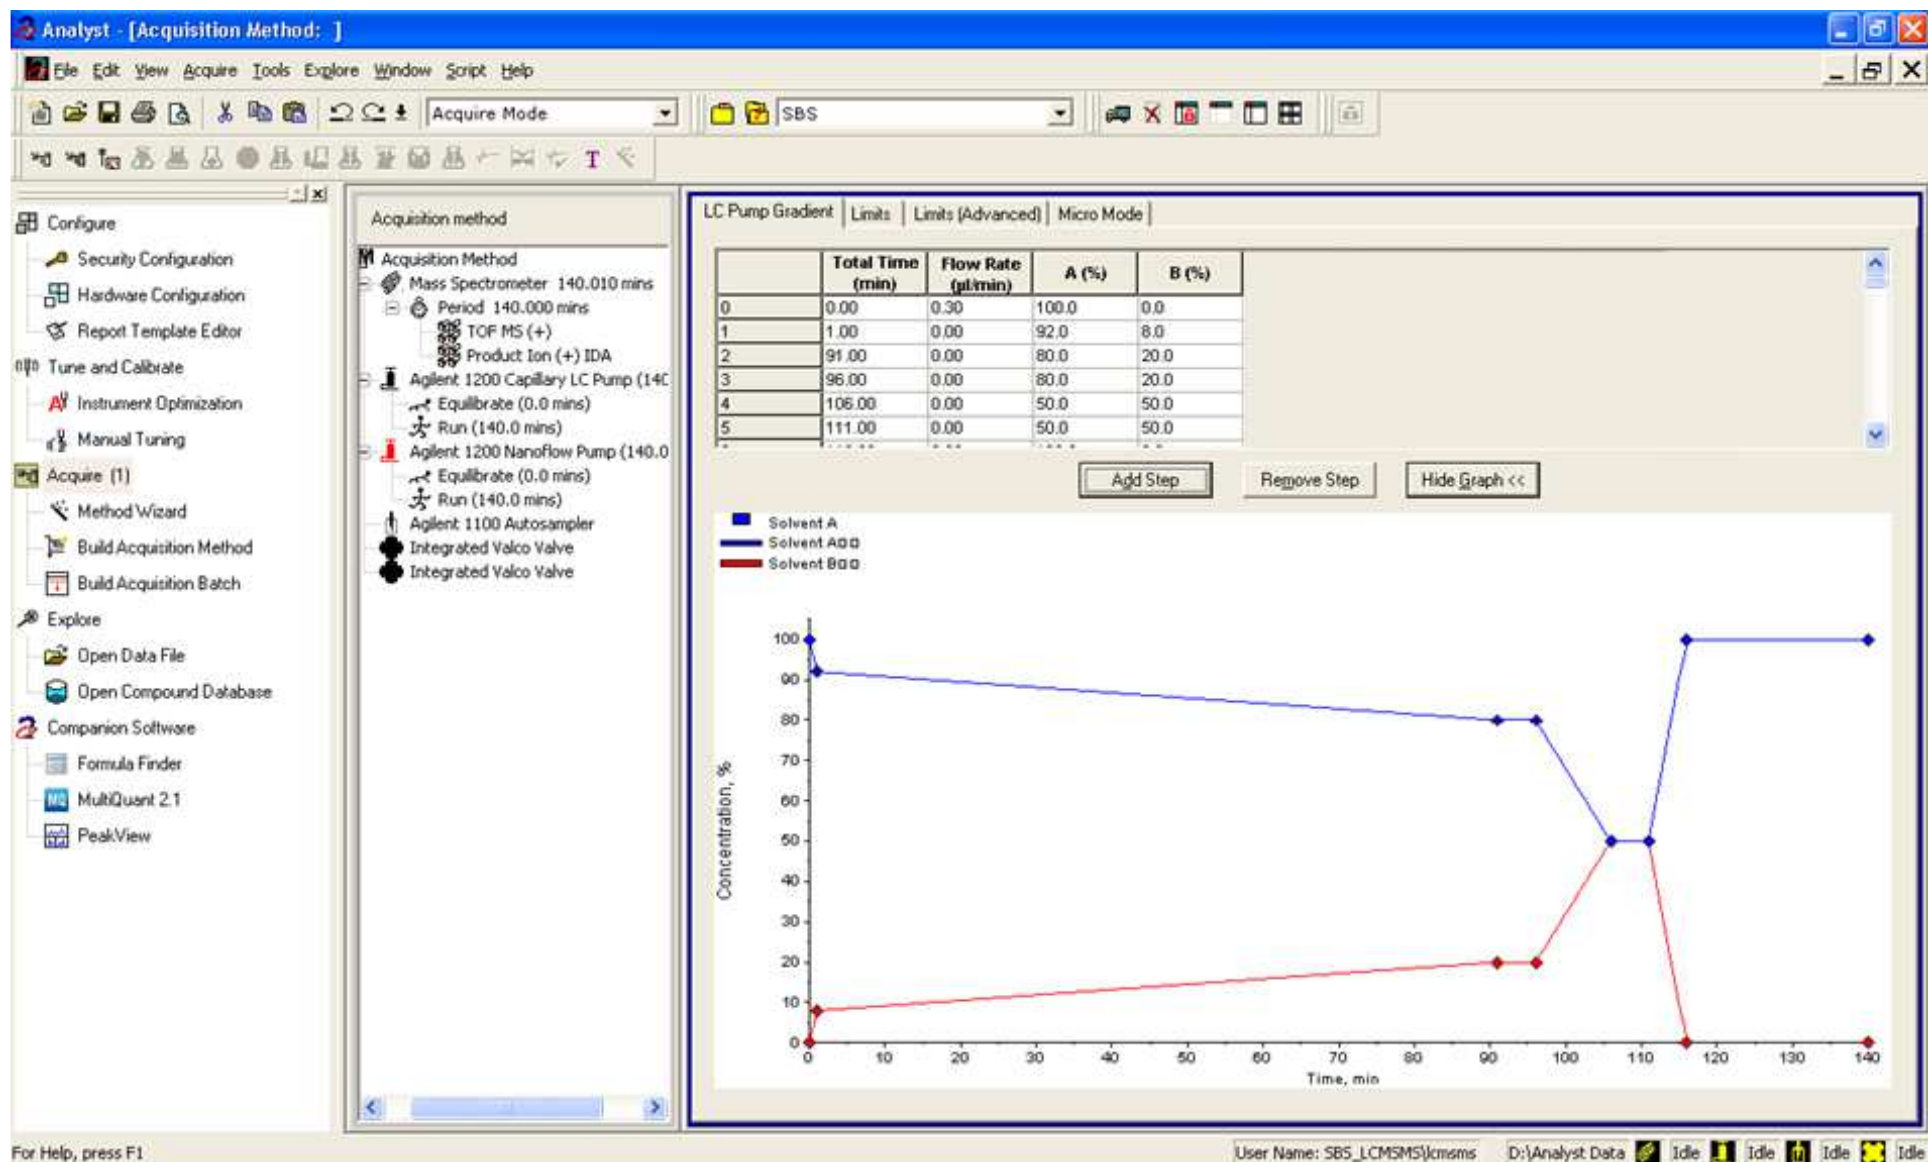 Analyst - [Acquisition Method: ]
File Edit View Acquire Tools Explore Window Script Help
Acquire Mode
SBS
T
Configure
Security Configuration
Hardware Configuration
Report Template Editor
Tune and Calibrate
Instrument Optimization
Manual Tuning
Acquire (1)
Method Wizard
Build Acquisition Method
Build Acquisition Batch
Explore
Open Data File
Open Compound Database
Companion Software
Formula Finder
MultiQuant 2.1
PeakView
Acquisition method
Acquisition Method
Mass Spectrometer 140.010 mins
Period 140.000 mins
TOF MS (+)
Product Ion (+) IDA
Agilent 1200 Capillary LC Pump (140
Equilibrate (0.0 mins)
Run (140.0 mins)
Agilent 1200 Nanoflow Pump (140.0
Equilibrate (0.0 mins)
Run (140.0 mins)
Agilent 1100 Autosampler
Integrated Valco Valve
Integrated Valco Valve
LC Pump Gradient Limits Limits (Advanced) Micro Mode
Total Time (min) Flow Rate (µl/min) A (%) B (%)
0 0.00 0.30 100.0 0.0
1 1.00 0.00 92.0 8.0
2 91.00 0.00 80.0 20.0
3 96.00 0.00 80.0 20.0
4 106.00 0.00 50.0 50.0
5 111.00 0.00 50.0 50.0
Add Step Remove Step Hide Graph <<
Solvent A
Solvent A□□
Solvent B□□
Concentration, %
100
90
80
70
60
50
40
30
20
10
0
0 10 20 30 40 50 60 70 80 90 100 110 120 130 140
Time, min
For Help, press F1
User Name: SBS_LCMSMS\lcmsms D:\Analyst Data Idle Idle Idle Idle